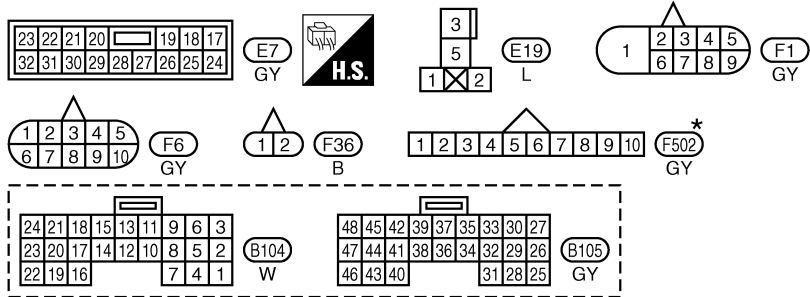 23 22 21 20 19 18 17
32 31 30 29 28 27 26 25 24
E7
GY
H.S.
3
5
1 2
E19
L
1 2 3 4 5
6 7 8 9
F1
GY
1 2 3 4 5
6 7 8 9 10
F6
GY
1 2
F36
B
1 2 3 4 5 6 7 8 9 10
F502 *
GY
24 21 18 15 13 11 9 6 3
23 20 17 14 12 10 8 5 2
22 19 16 7 4 1
B104
W
48 45 42 39 37 35 33 30 27
47 44 41 38 36 34 32 29 26
46 43 40 31 28 25
B105
GY